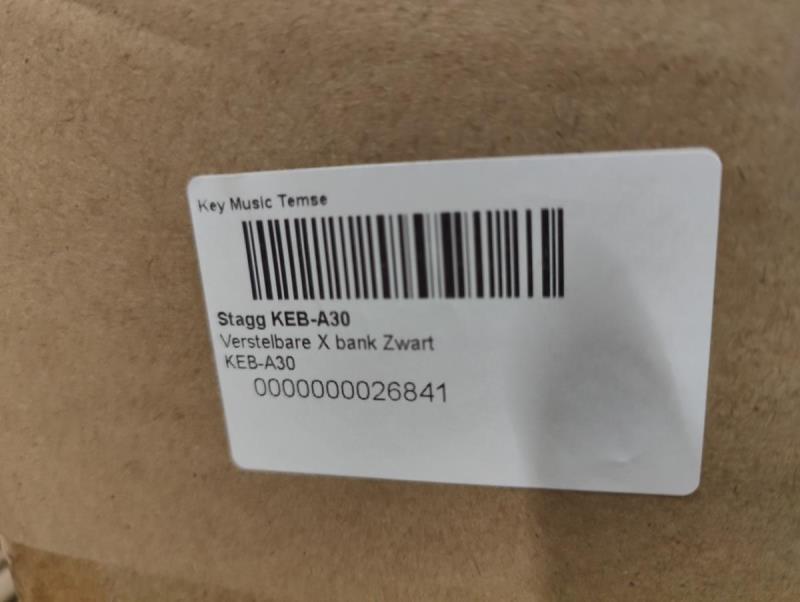 Key Music Temse
Stagg KEB-A30
Verstelbare X bank Zwart
KEB-A30
0000000026841